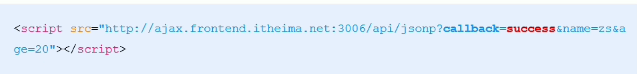 <script src="http://ajax.frontend.itheima.net:3006/api/jsonp?callback=success&name=zs&a
ge=20"></script>